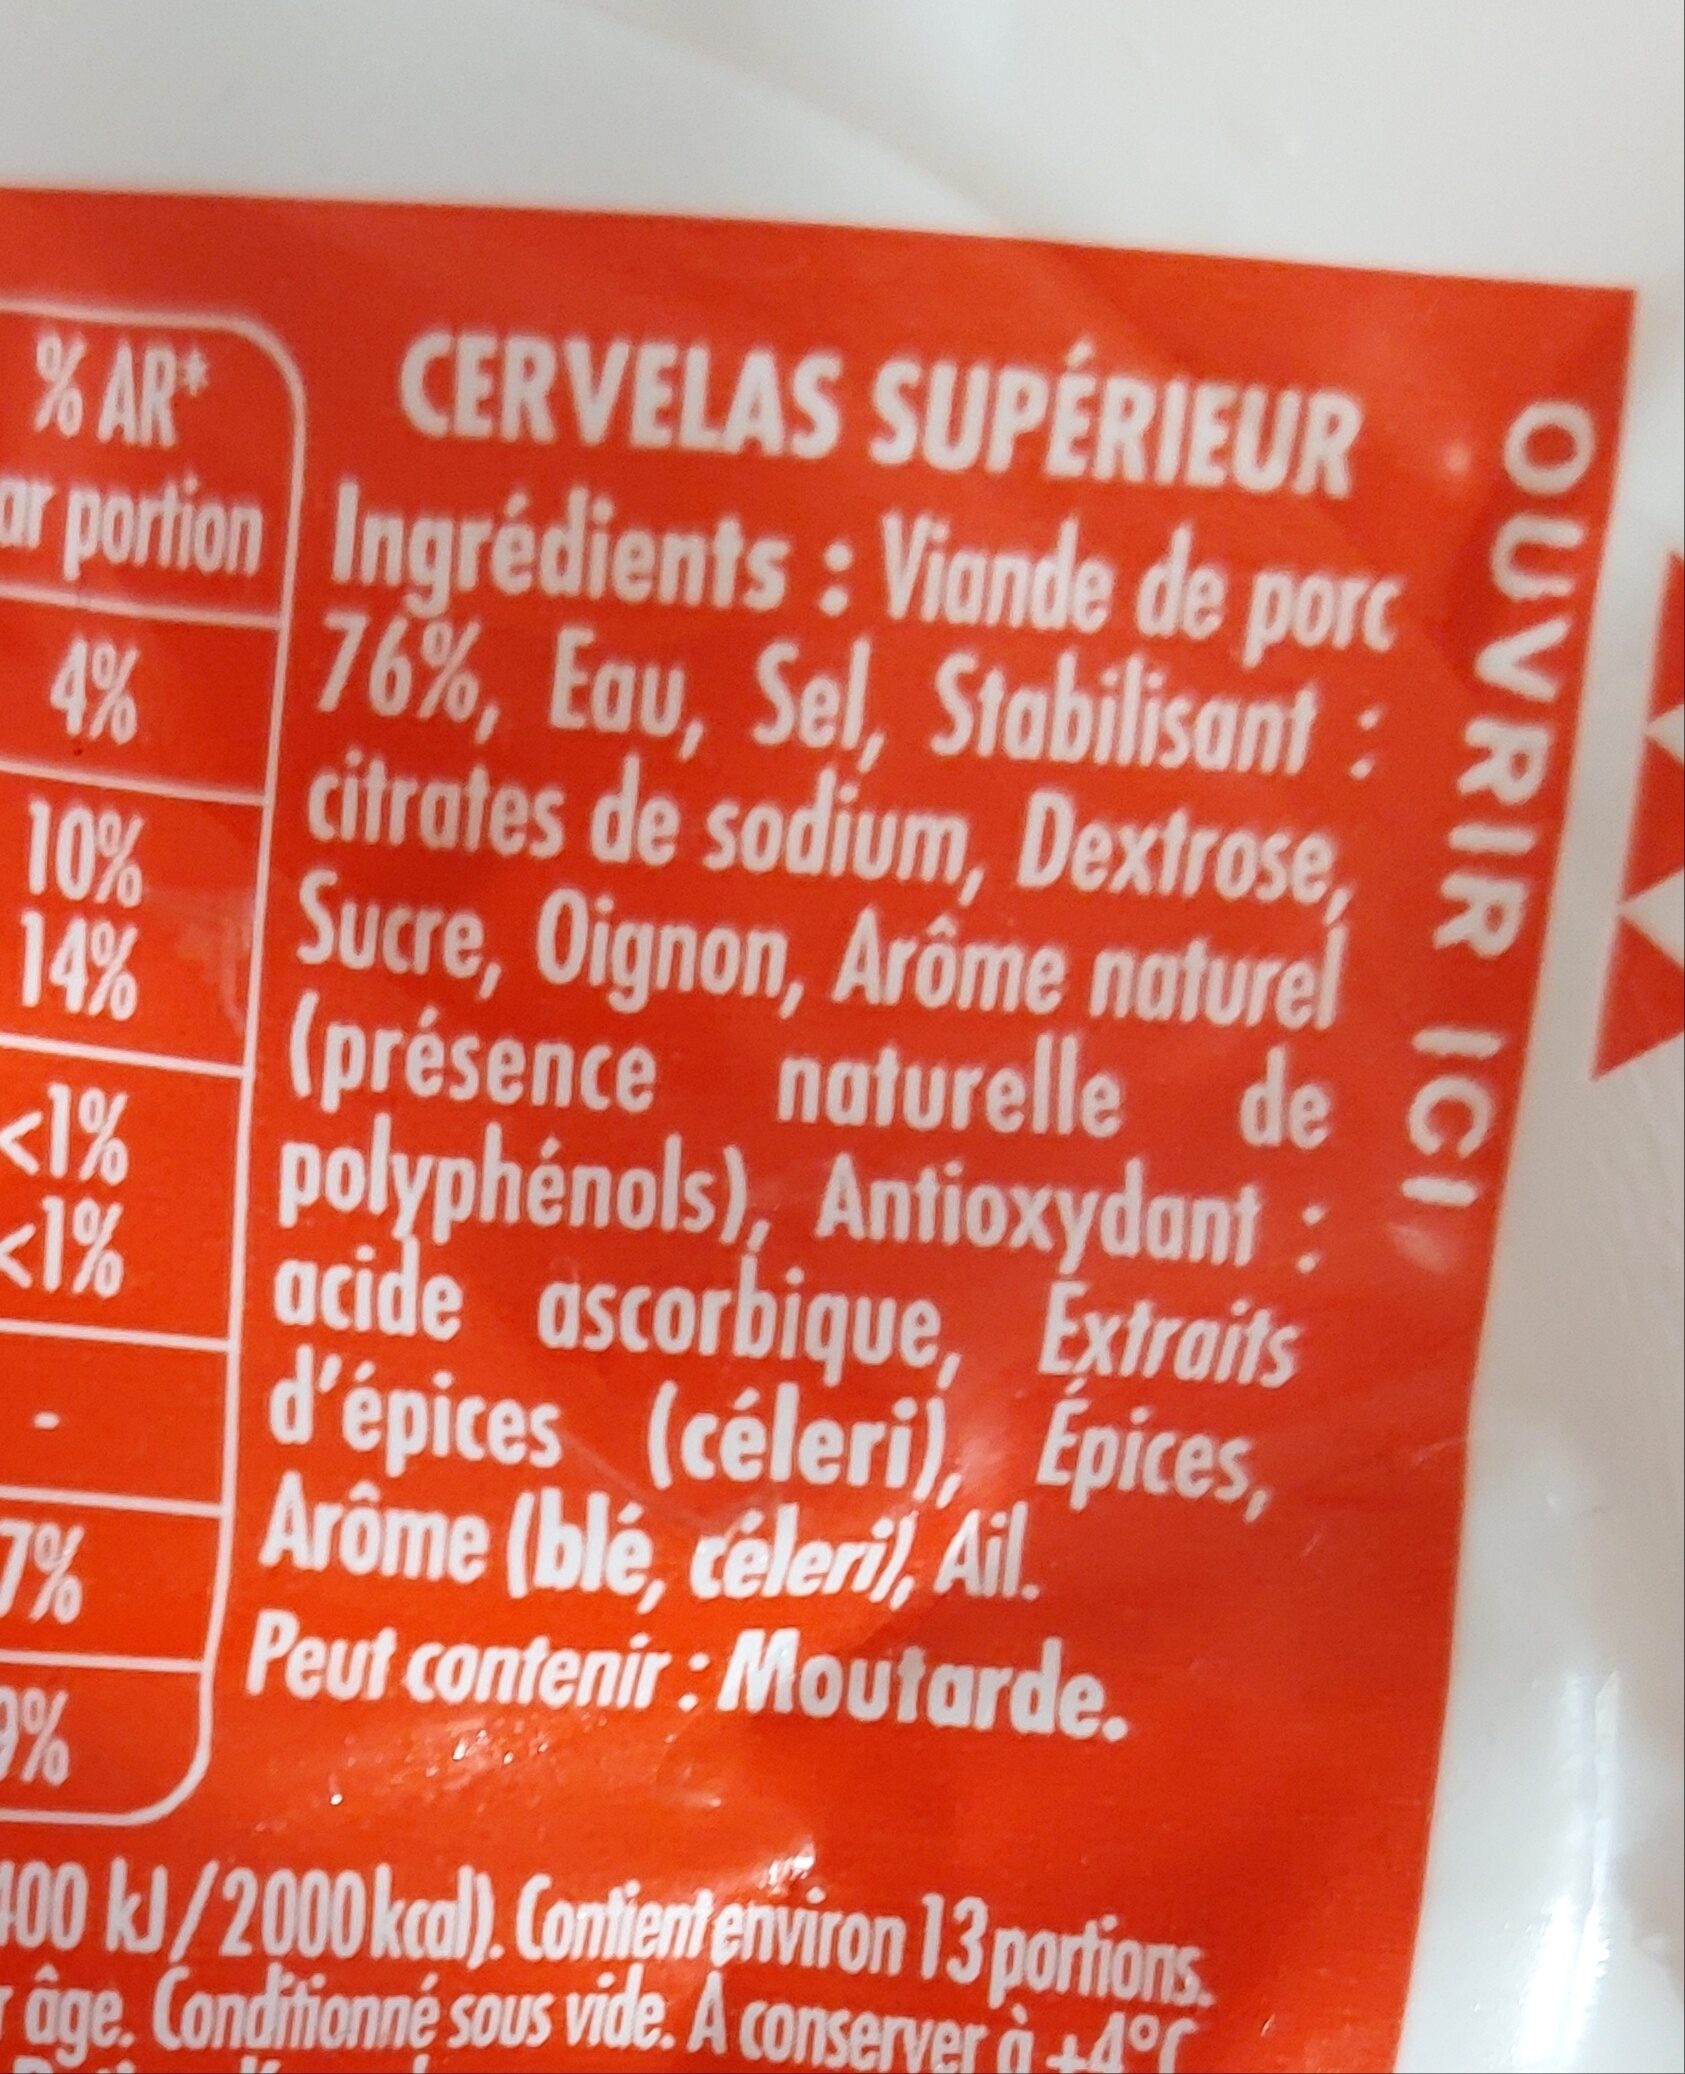 % AR*
portion
4%
10%
14%
<1%
<1%
-
7%
CERVELAS SUPÉRIEUR
Ingrédients : Viande de porc
76%, Eau, Sel, Stabilisant :
citrates de sodium, Dextrose,
Sucre, Oignon, Arôme naturel
(présence naturelle de
polyphénols), Antioxydant :
acide ascorbique, Extraits
d'épices (céleri), Épices,
Arôme (blé, céleri), Ail.
Peut contenir : Moutarde.
OUVRIR ICI
kJ/2000kcal). Contient environ 13 portions.
âge. Conditionné sous vide. À conserver à +4°C